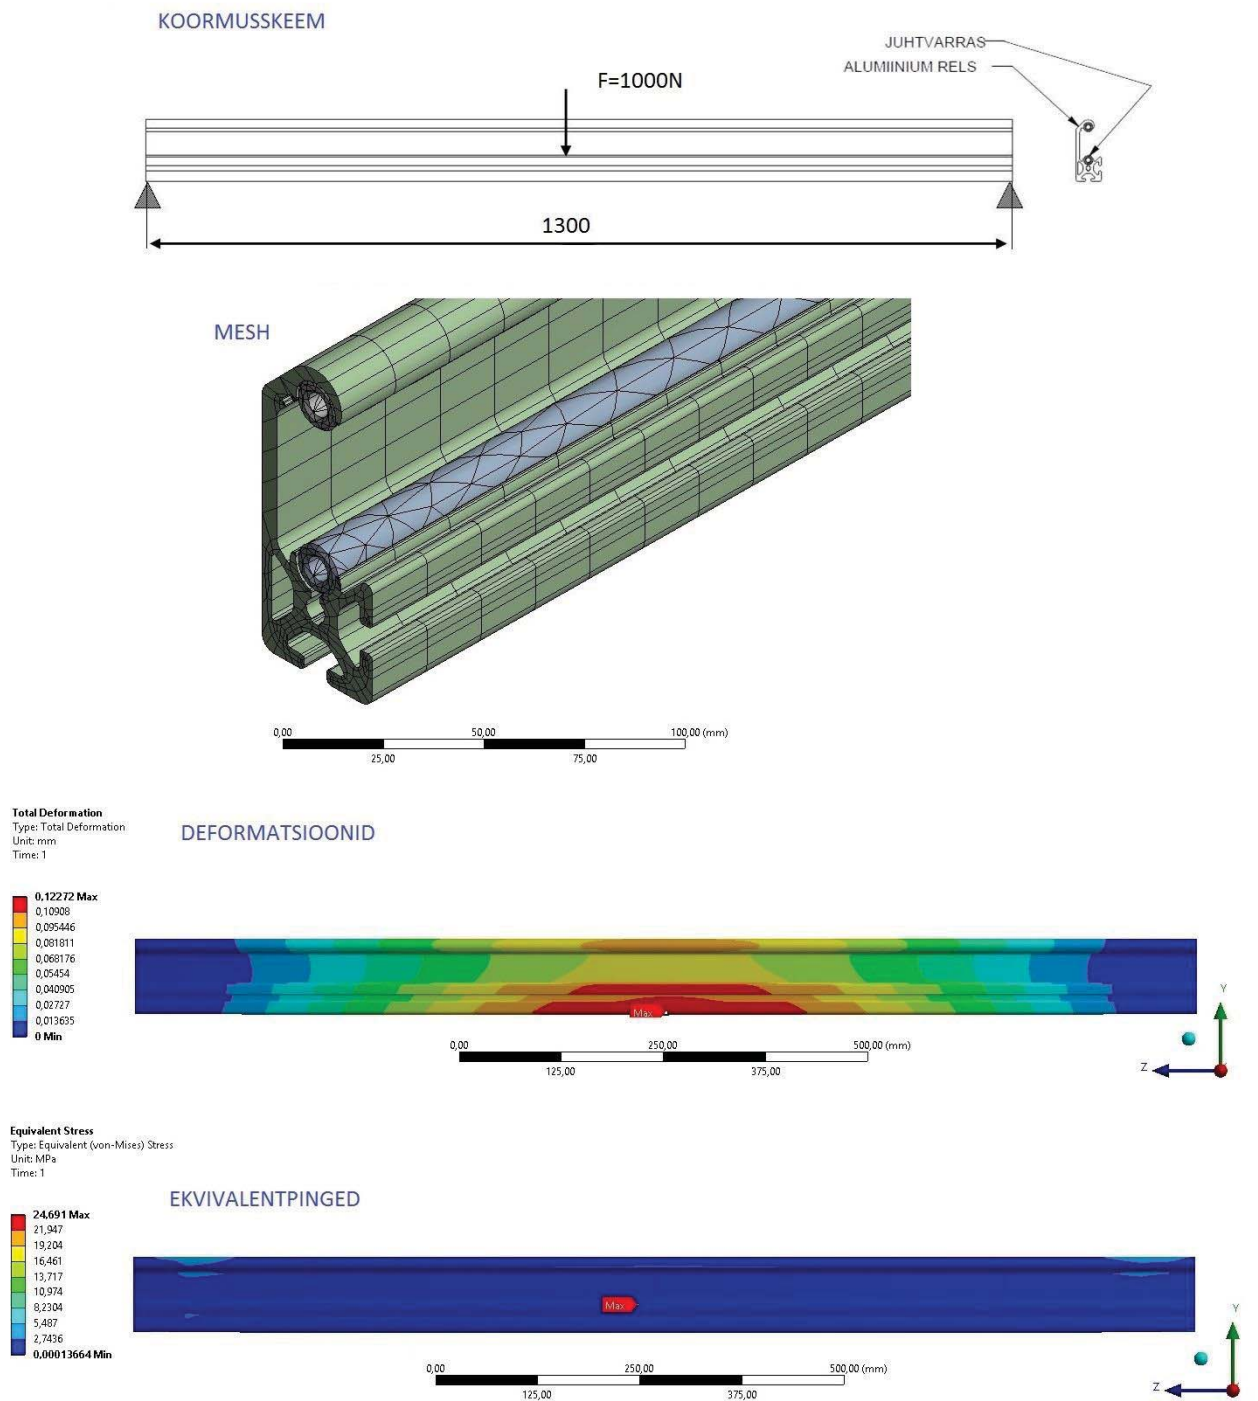 KOORMUSSKEEM
JUHTVARRAS
ALUMIINIUM RELS
F=1000N
1300
MESH
0,00 50,00 100,00 (mm)
25,00 75,00
Total Deformation
Type: Total Deformation
Unit: mm
Time: 1
DEFORMATSIOONID
0,12272 Max
0,10908
0,095446
0,081811
0,068176
0,05454
0,040905
0,02727
0,013635
0 Min
Max
Y
Z
0,00 250,00 500,00 (mm)
125,00 375,00
Equivalent Stress
Type: Equivalent (von-Mises) Stress
Unit: MPa
Time: 1
EKVIVALENTPINGED
24,691 Max
21,947
19,204
16,461
13,717
10,974
8,2304
5,487
2,7436
0,00013664 Min
Max
Y
Z
0,00 250,00 500,00 (mm)
125,00 375,00